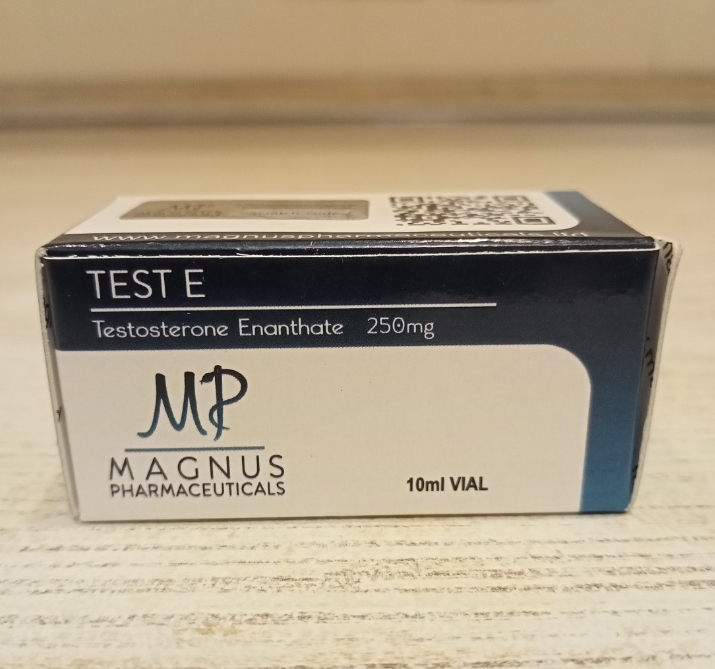 TEST E
Testosterone Enanthate 250mg
MP
MAGNUS
PHARMACEUTICALS
10ml VIAL